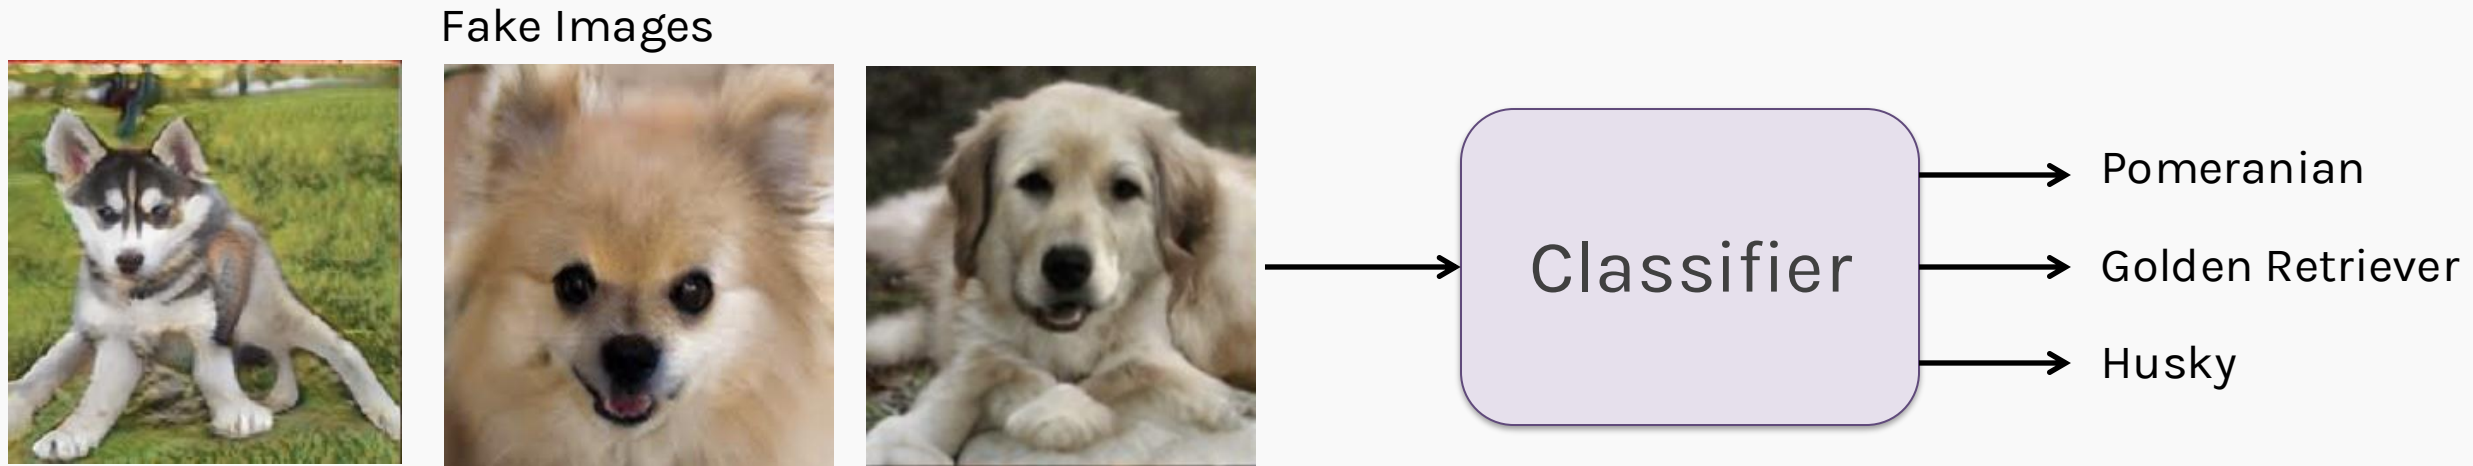 Fake Images
Classifier
Pomeranian
Golden Retriever
Husky